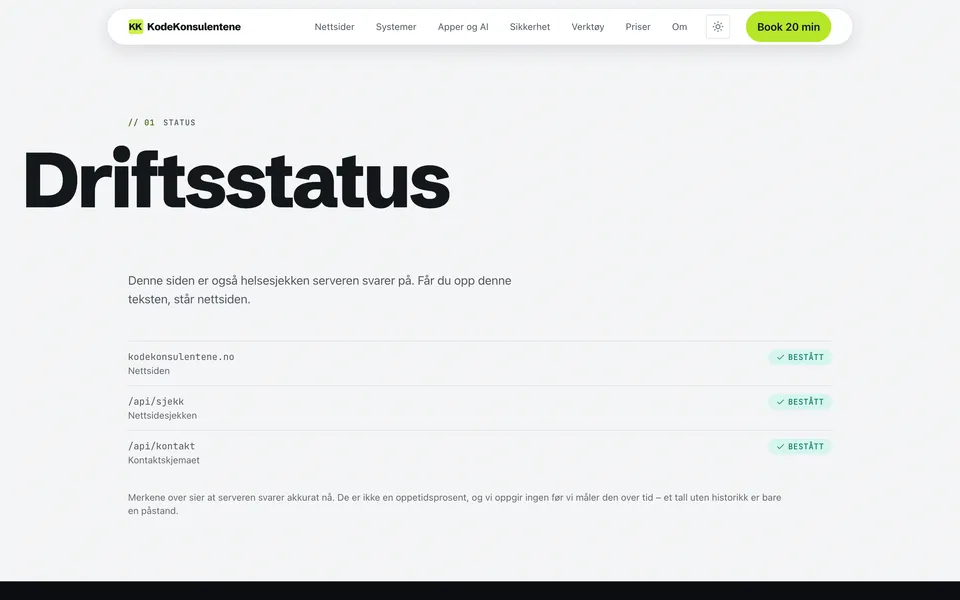 KK KodeKonsulentene
Nettsider Systemer Apper og AI Sikkerhet Verktøy Priser Om Book 20 min
// 01 STATUS
Driftsstatus
Denne siden er også helsesjekken serveren svarer på. Får du opp denne
teksten, står nettsiden.
kodekonsulentene.no
Nettsiden
BESTÅTT
/api/sjekk
Nettsidesjekken
BESTÅTT
/api/kontakt
Kontaktskjemaet
BESTÅTT
Merkene over sier at serveren svarer akkurat nå. De er ikke en oppetidsprosent, og vi oppgir ingen før vi måler den over tid – et tall uten historikk er bare
en påstand.